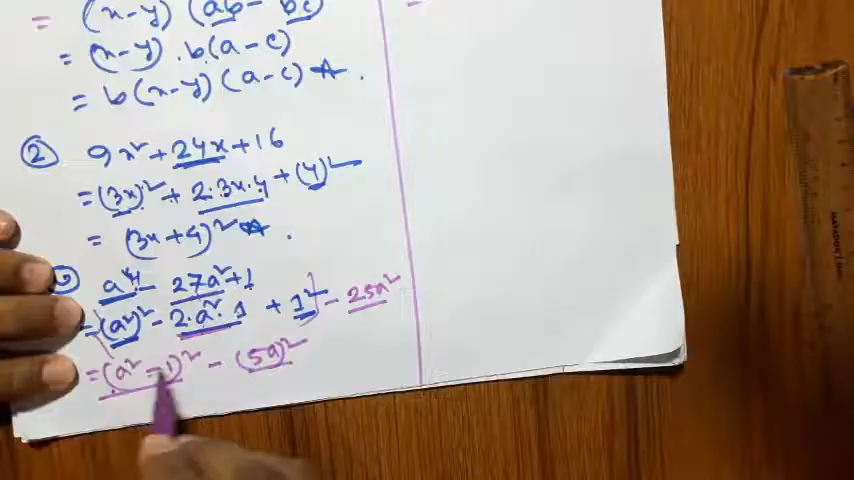 = (x-y) (ab- bc)
= (x-y) . b(a-c)
= b(x-y) (a-c) .
② 9x² + 24x + 16
= (3x)² + 2.3x.4 + (4)²
= (3x+4)² .
③ a⁴ - 27a²+1
= (a²)² - 2.a².1 + 1² - 25a²
= (a² - 1)² - (5a)²